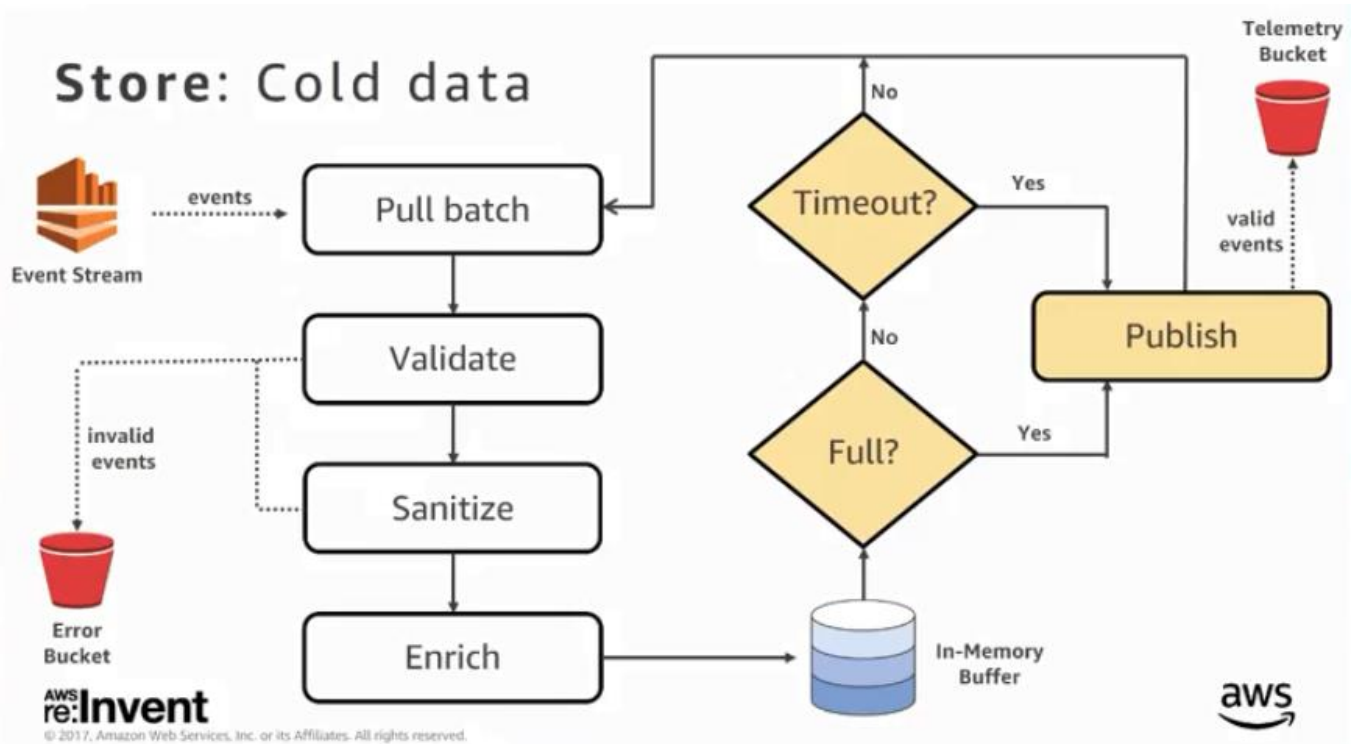 Store: Cold data
Event Stream
events
Pull batch
Validate
invalid
events
Sanitize
Error
Bucket
Enrich
In-Memory
Buffer
Full?
No
Yes
Timeout?
No
Yes
Publish
valid
events
Telemetry
Bucket
AWS
re:Invent
© 2017, Amazon Web Services, Inc. or its Affiliates. All rights reserved.
aws